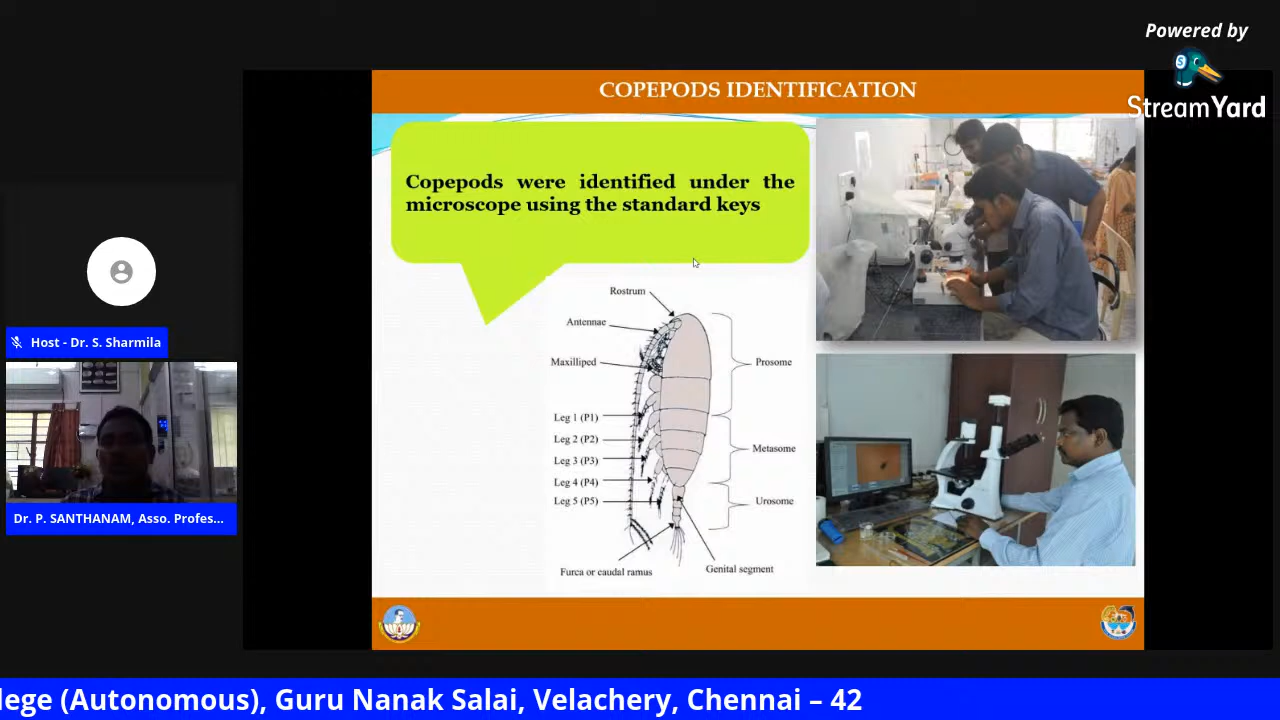 Powered by
StreamYard
COPEPODS IDENTIFICATION
Copepods were identified under the
microscope using the standard keys
Rostrum
Antennae
Maxilliped
Prosome
Leg 1 (P1)
Leg 2 (P2)
Leg 3 (P3)
Leg 4 (P4)
Leg 5 (P5)
Metasome
Urosome
Furca or caudal ramus
Genital segment
Host - Dr. S. Sharmila
Dr. P. SANTHANAM, Asso. Profes...
lege (Autonomous), Guru Nanak Salai, Velachery, Chennai – 42